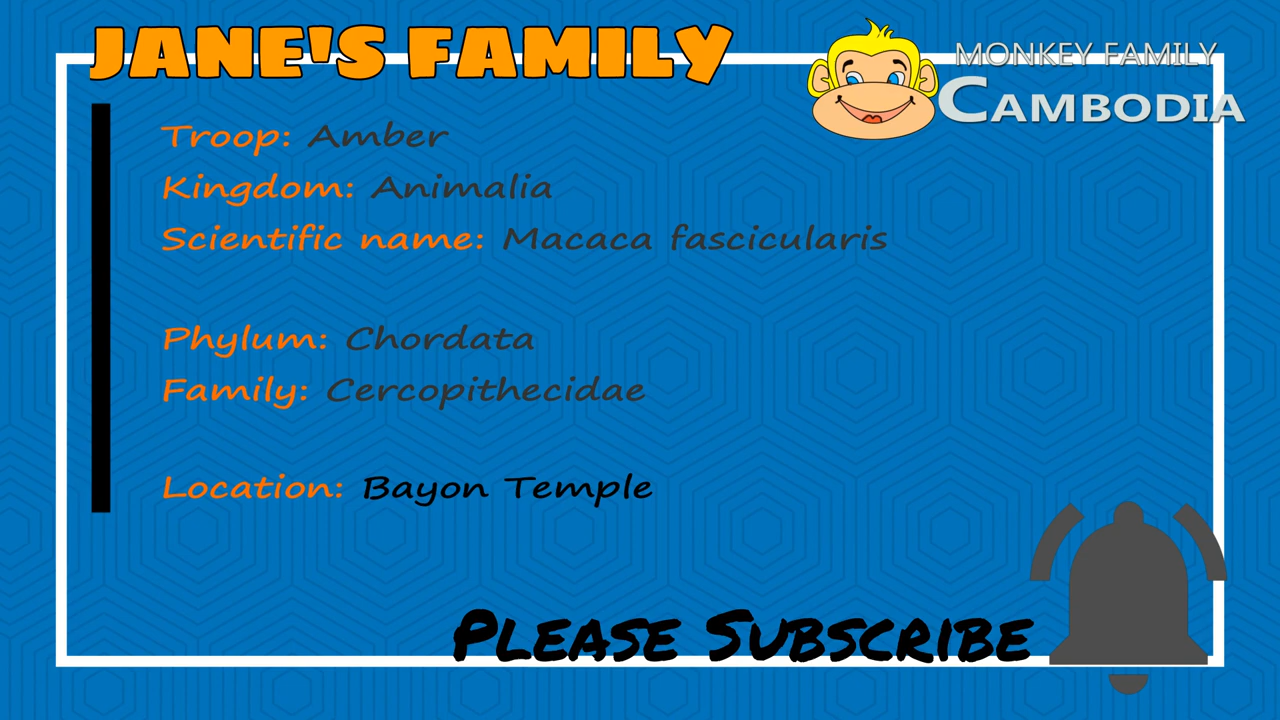 JANE'S FAMILY
MONKEY FAMILY
CAMBODIA
Troop: Amber
Kingdom: Animalia
Scientific name: Macaca fascicularis
Phylum: Chordata
Family: Cercopithecidae
Location: Bayon Temple
PLEASE SUBSCRIBE